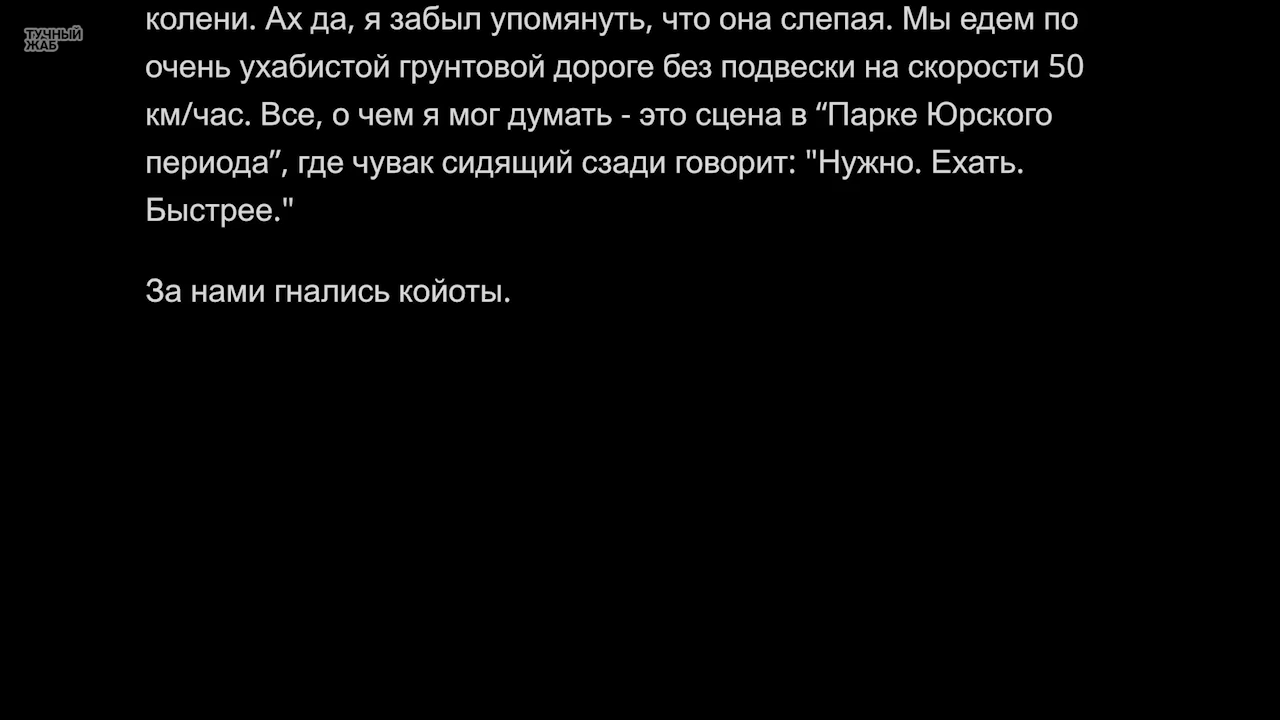 ТУЧНЫЙ
ЖАБ
колени. Ах да, я забыл упомянуть, что она слепая. Мы едем по
очень ухабистой грунтовой дороге без подвески на скорости 50
км/час. Все, о чем я мог думать - это сцена в “Парке Юрского
периода”, где чувак сидящий сзади говорит: "Нужно. Ехать.
Быстрее."
За нами гнались койоты.